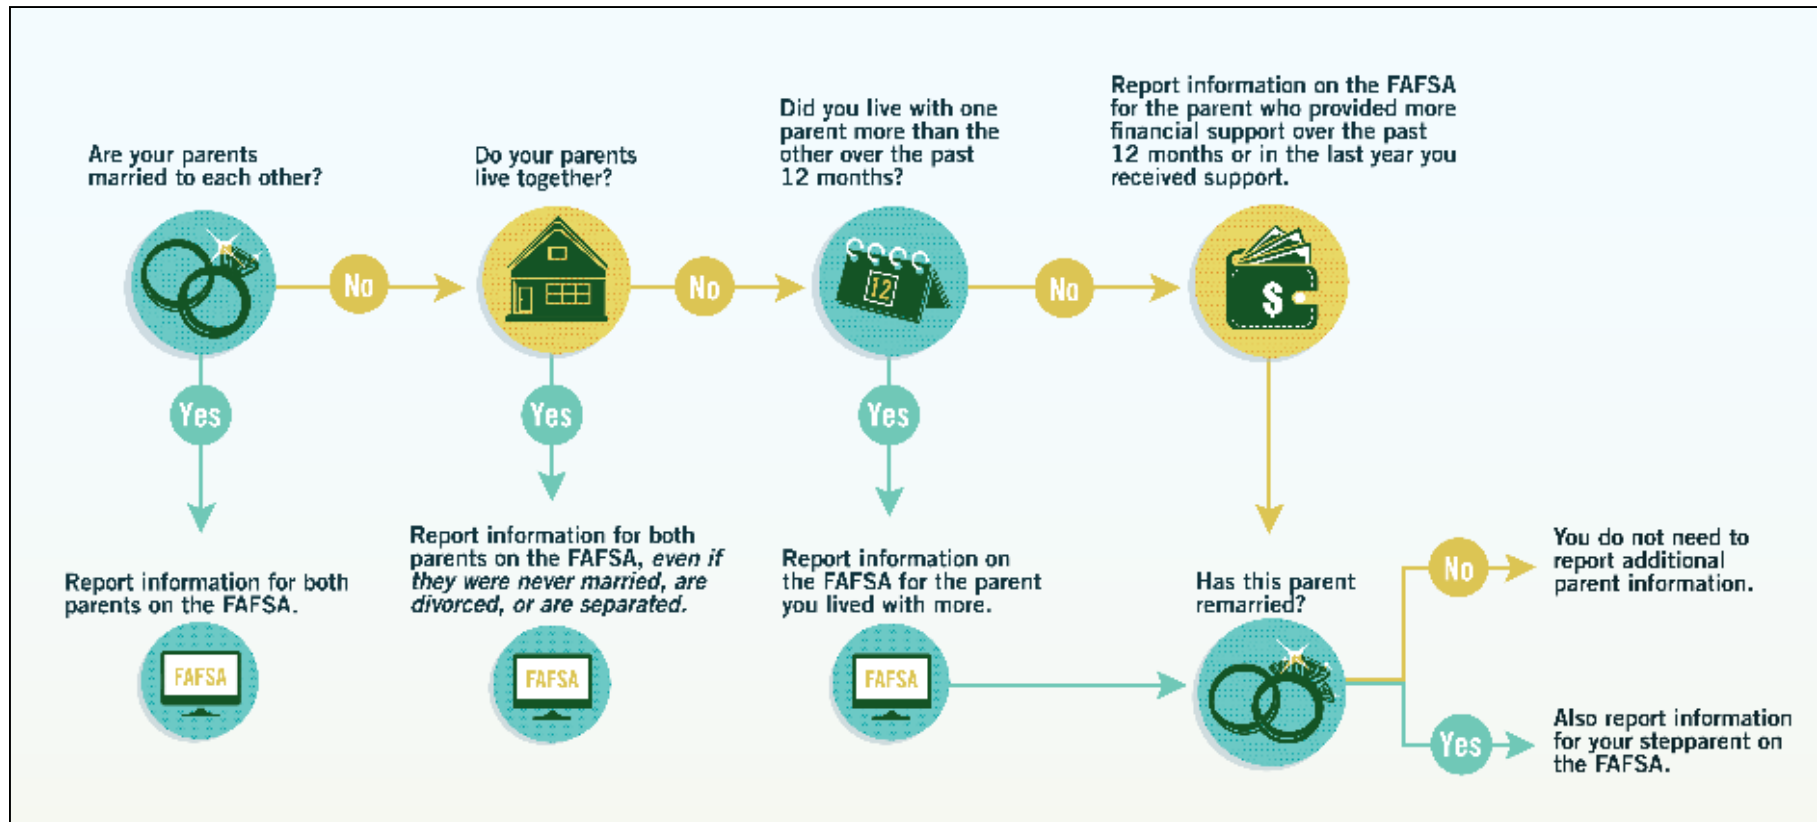 Are your parents
married to each other?
Do your parents
live together?
Did you live with one
parent more than the
other over the past
12 months?
Report information on the FAFSA
for the parent who provided more
financial support over the past
12 months or in the last year you
received support.
No
No
12
No
$
Yes
Yes
Yes
Report information for both
parents on the FAFSA.
FAFSA
Report information for both
parents on the FAFSA, even if
they were never married, are
divorced, or are separated.
FAFSA
Report information on
the FAFSA for the parent
you lived with more.
FAFSA
Has this parent
remarried?
No
You do not need to
report additional
parent information.
Yes
Also report information
for your stepparent on
the FAFSA.